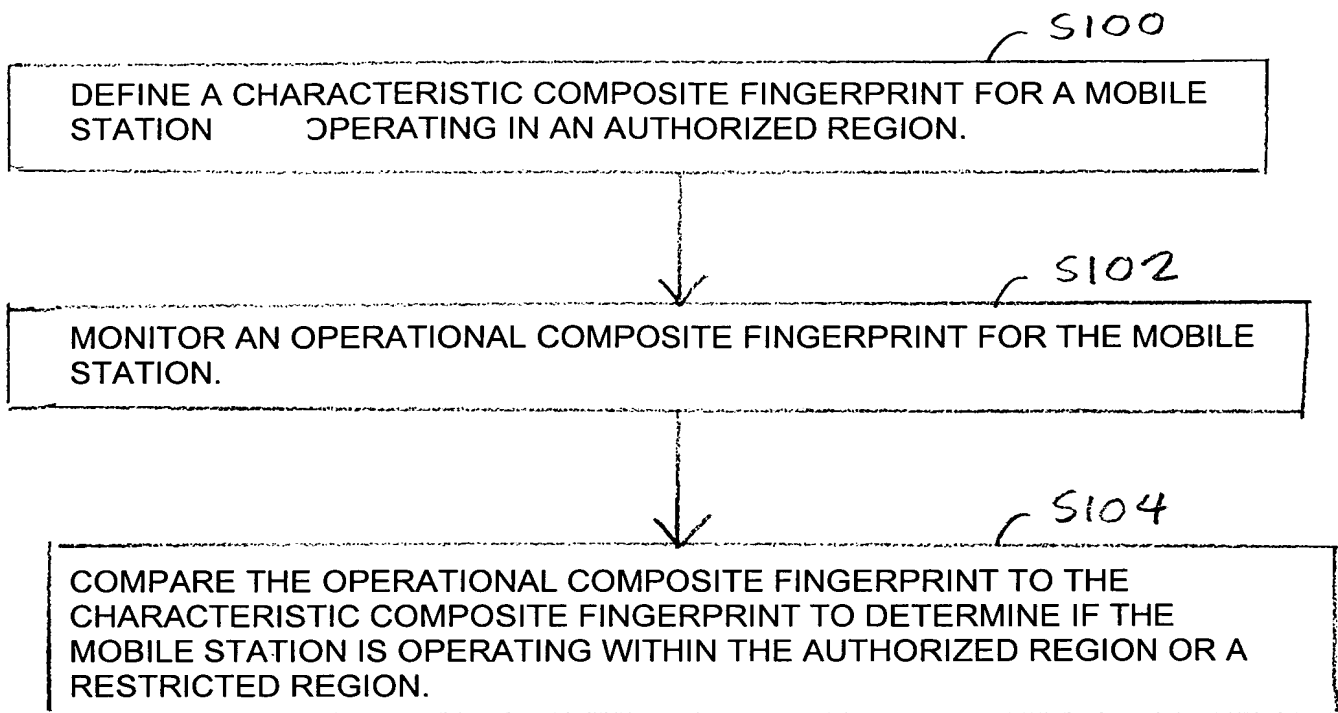 S100
DEFINE A CHARACTERISTIC COMPOSITE FINGERPRINT FOR A MOBILE
STATION OPERATING IN AN AUTHORIZED REGION.
S102
MONITOR AN OPERATIONAL COMPOSITE FINGERPRINT FOR THE MOBILE
STATION.
S104
COMPARE THE OPERATIONAL COMPOSITE FINGERPRINT TO THE
CHARACTERISTIC COMPOSITE FINGERPRINT TO DETERMINE IF THE
MOBILE STATION IS OPERATING WITHIN THE AUTHORIZED REGION OR A
RESTRICTED REGION.